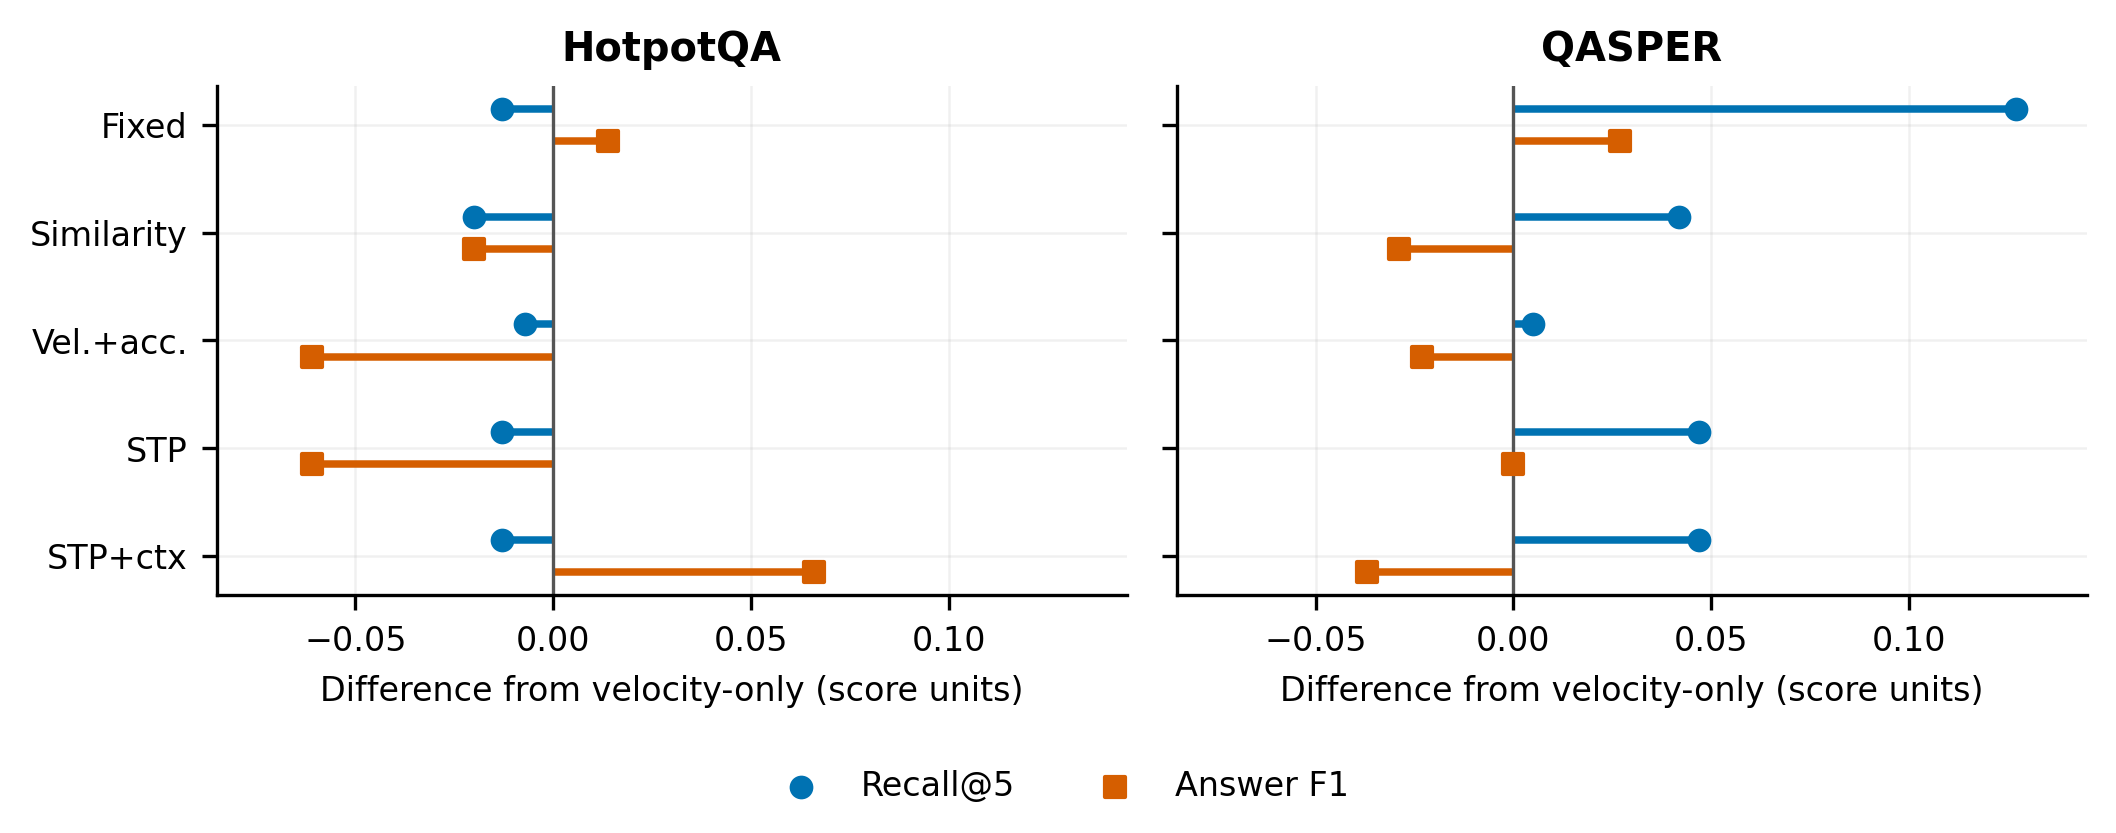 HotpotQA
QASPER
Fixed
Similarity
Vel.+acc.
STP
STP+ctx
−0.05 0.00 0.05 0.10
−0.05 0.00 0.05 0.10
Difference from velocity-only (score units)
Difference from velocity-only (score units)
Recall@5
Answer F1